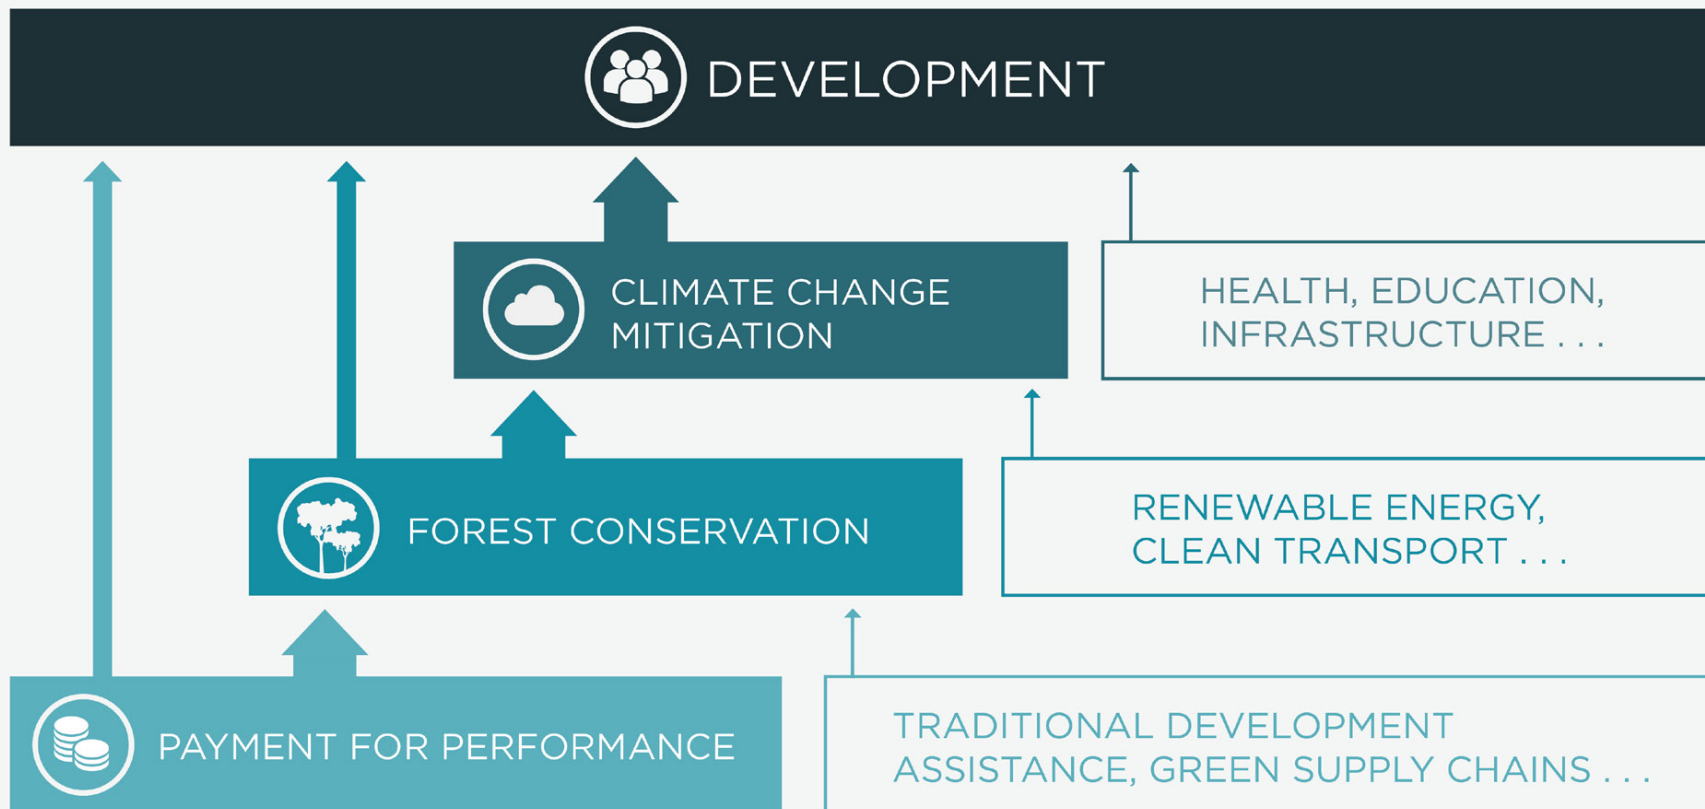 DEVELOPMENT
CLIMATE CHANGE
MITIGATION
HEALTH, EDUCATION,
INFRASTRUCTURE . . .
FOREST CONSERVATION
RENEWABLE ENERGY,
CLEAN TRANSPORT . . .
PAYMENT FOR PERFORMANCE
TRADITIONAL DEVELOPMENT
ASSISTANCE, GREEN SUPPLY CHAINS . . .